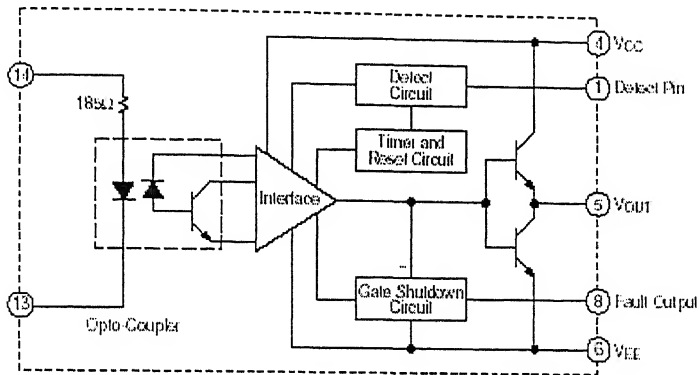 4 VCC
14
Detect
Circuit
1 Detect Pin
185Ω
Timer and
Reset Circuit
Interface
5 VOUT
13
Opto-Coupler
Gate Shutdown
Circuit
8 Fault Output
6 VEE